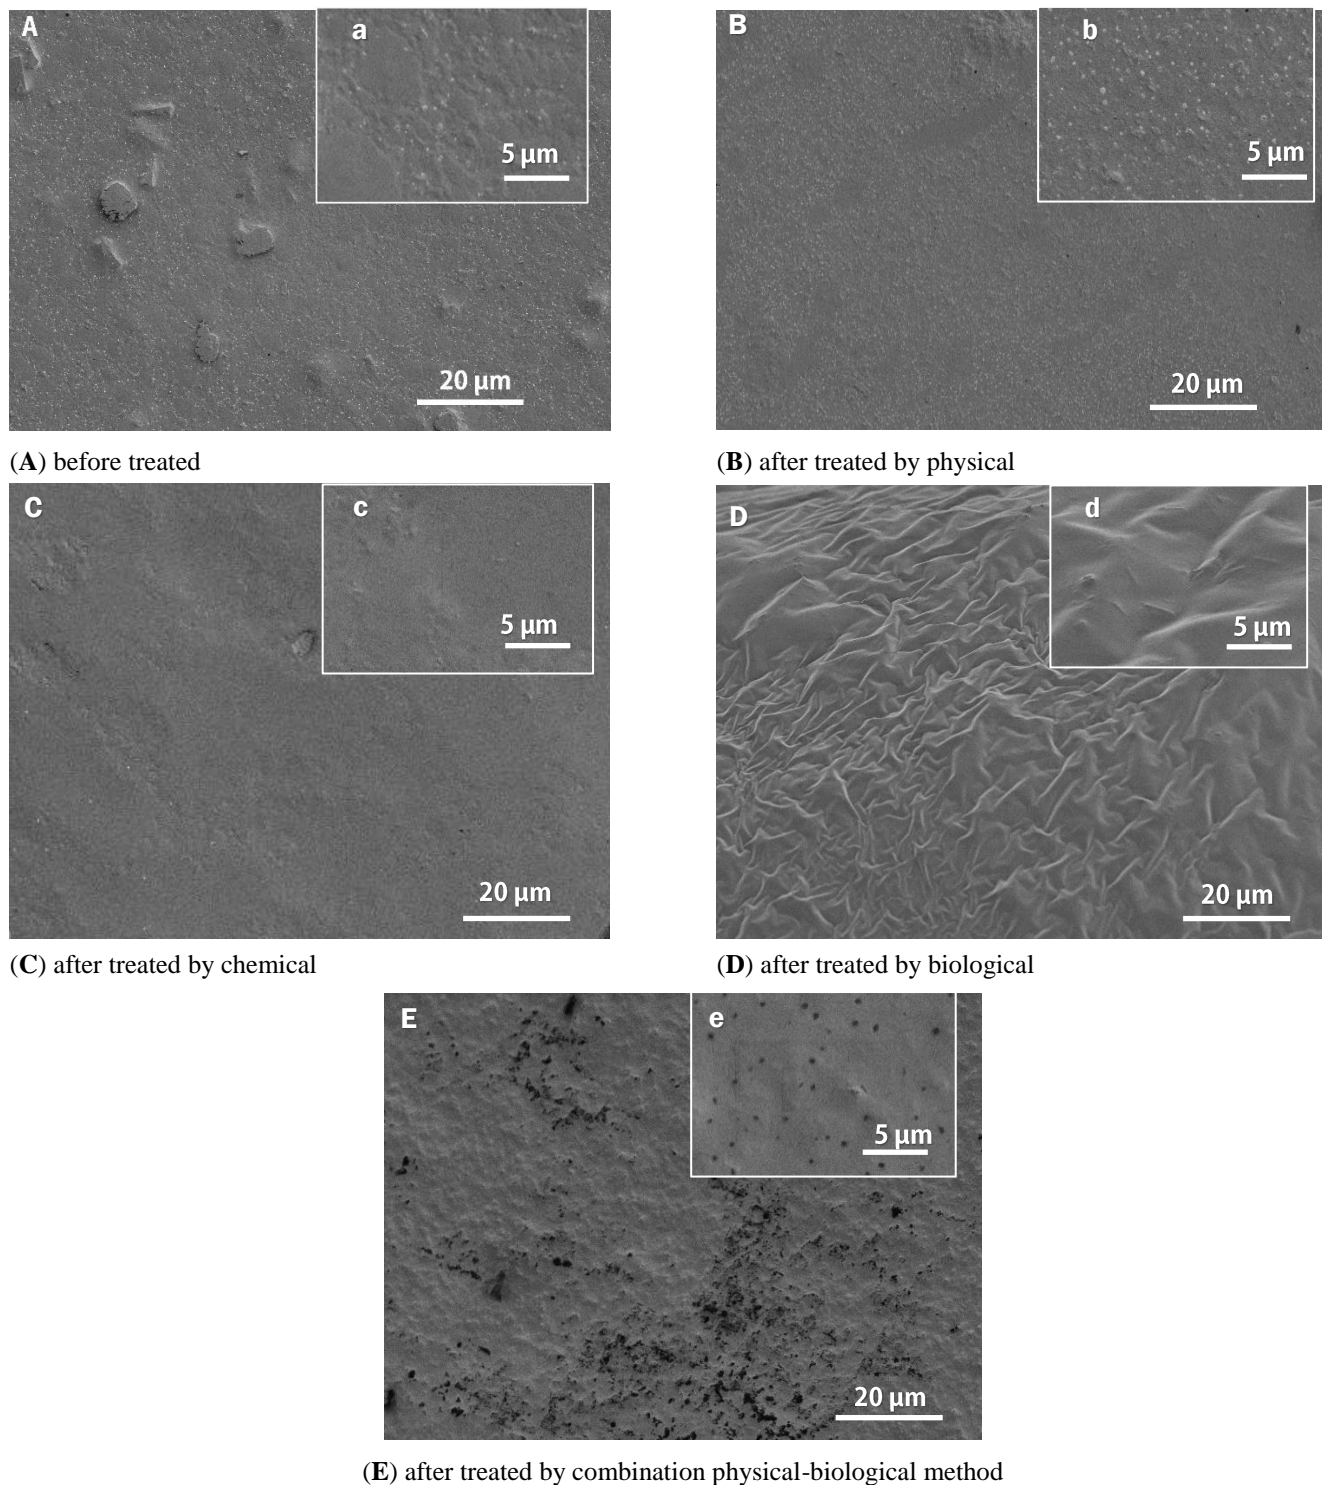 A
a
5 μm
20 μm
(A) before treated
B
b
5 μm
20 μm
(B) after treated by physical
C
c
5 μm
20 μm
(C) after treated by chemical
D
d
5 μm
20 μm
(D) after treated by biological
E
e
5 μm
20 μm
(E) after treated by combination physical-biological method